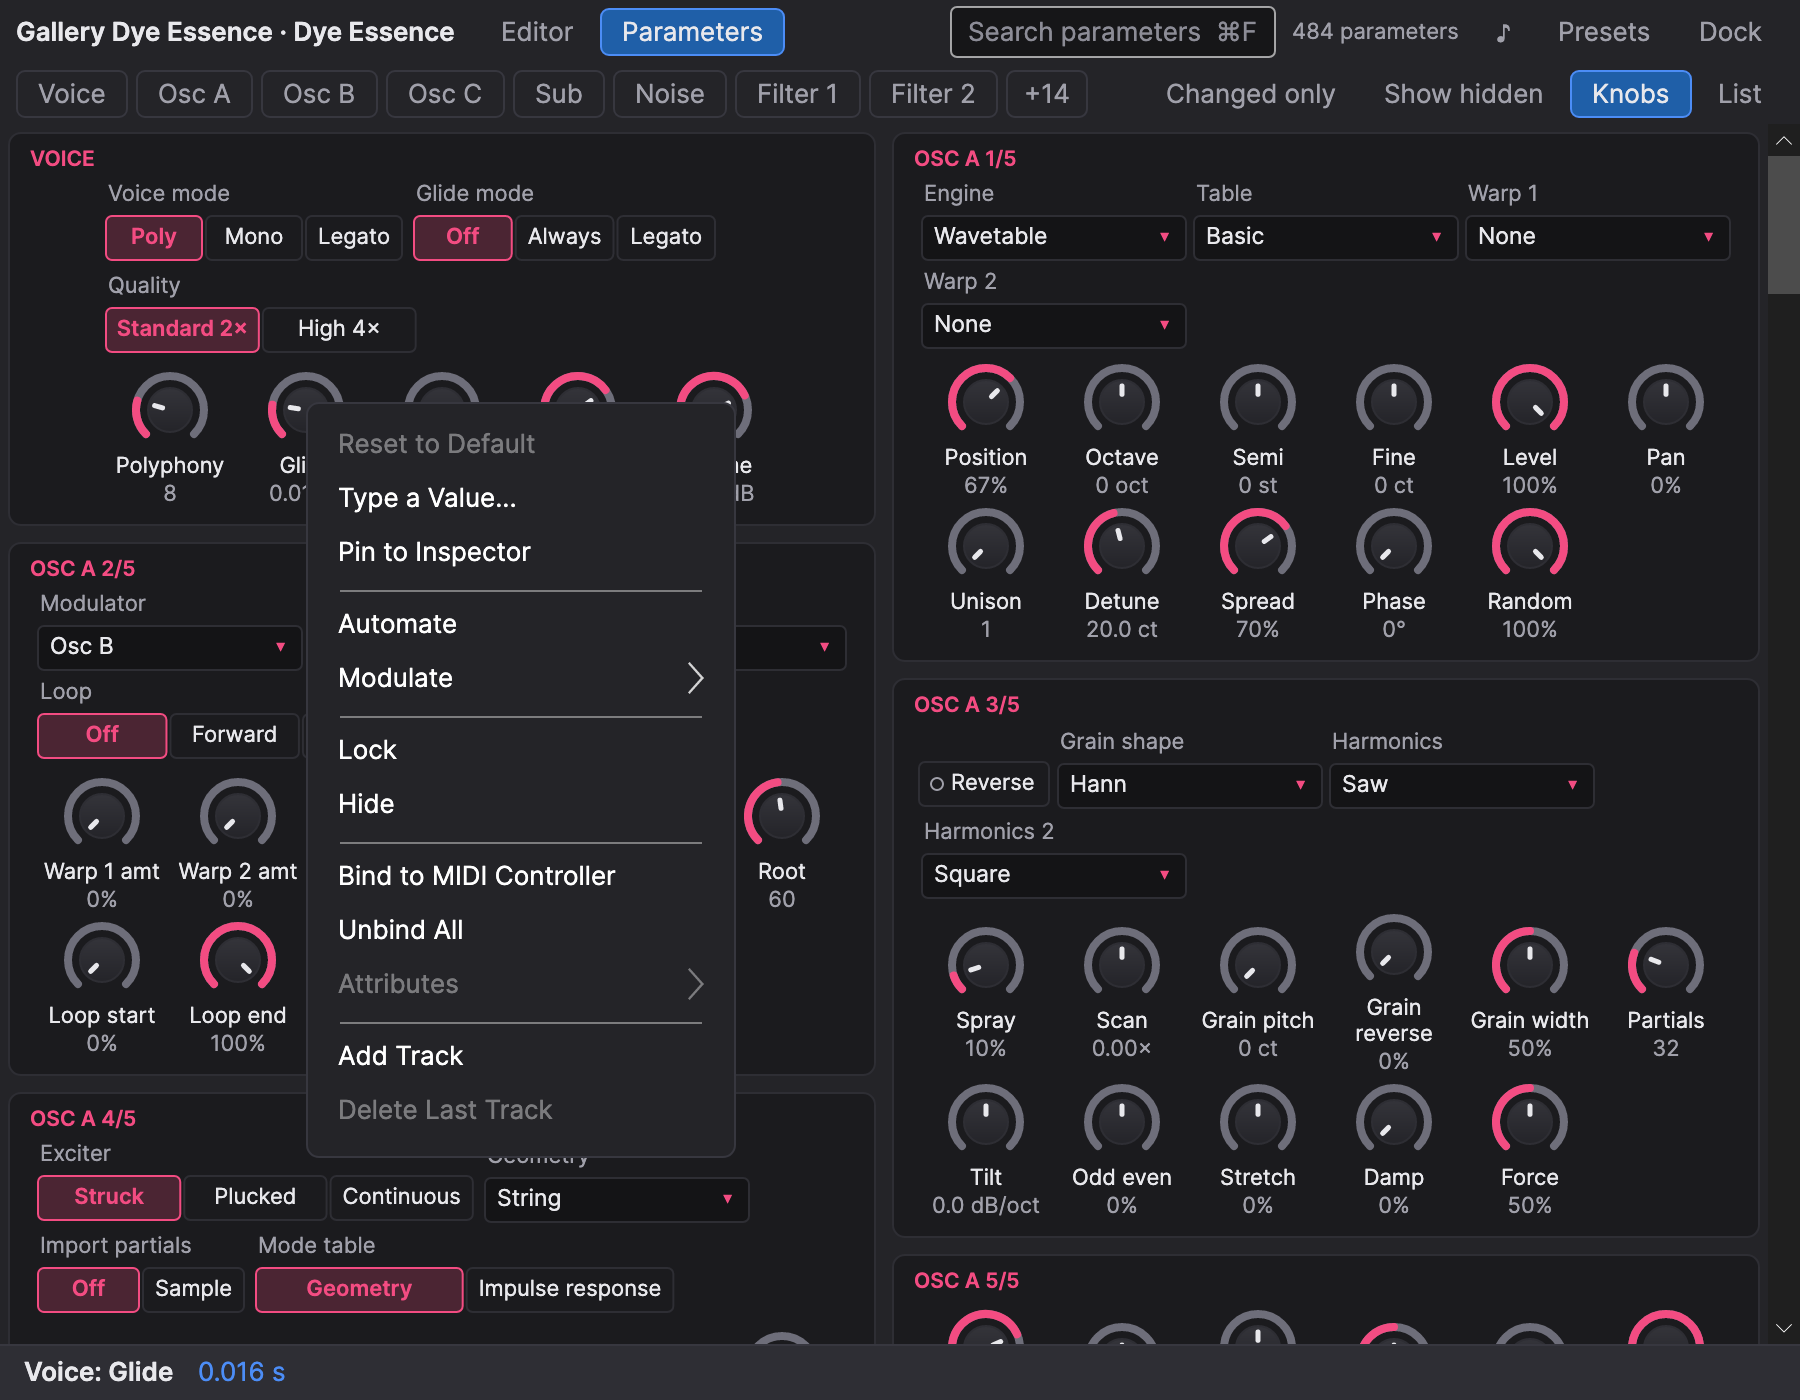 Gallery Dye Essence · Dye Essence Editor Parameters Search parameters ⌘F 484 parameters ♪ Presets Dock
Voice Osc A Osc B Osc C Sub Noise Filter 1 Filter 2 +14 Changed only Show hidden Knobs List
VOICE
Voice mode Glide mode
Poly Mono Legato Off Always Legato
Quality
Standard 2× High 4×
Polyphony
8
OSC A 1/5
Engine Table Warp 1
Wavetable Basic None
Warp 2
None
Position Octave Semi Fine Level Pan
67% 0 oct 0 st 0 ct 100% 0%
Unison Detune Spread Phase Random
1 20.0 ct 70% 0° 100%
Reset to Default
Type a Value...
Pin to Inspector
Automate
Modulate
Lock
Hide
Bind to MIDI Controller
Unbind All
Attributes
Add Track
Delete Last Track
OSC A 2/5
Modulator
Osc B
Loop
Off Forward
Warp 1 amt Warp 2 amt Root
0% 0% 60
Loop start Loop end
0% 100%
OSC A 3/5
Grain shape Harmonics
Reverse Hann Saw
Harmonics 2
Square
Spray Scan Grain pitch Grain reverse Grain width Partials
10% 0.00× 0 ct 0% 50% 32
Tilt Odd even Stretch Damp Force
0.0 dB/oct 0% 0% 0% 50%
OSC A 4/5
Exciter Geometry
Struck Plucked Continuous String
Import partials Mode table
Off Sample Geometry Impulse response
OSC A 5/5
Voice: Glide 0.016 s